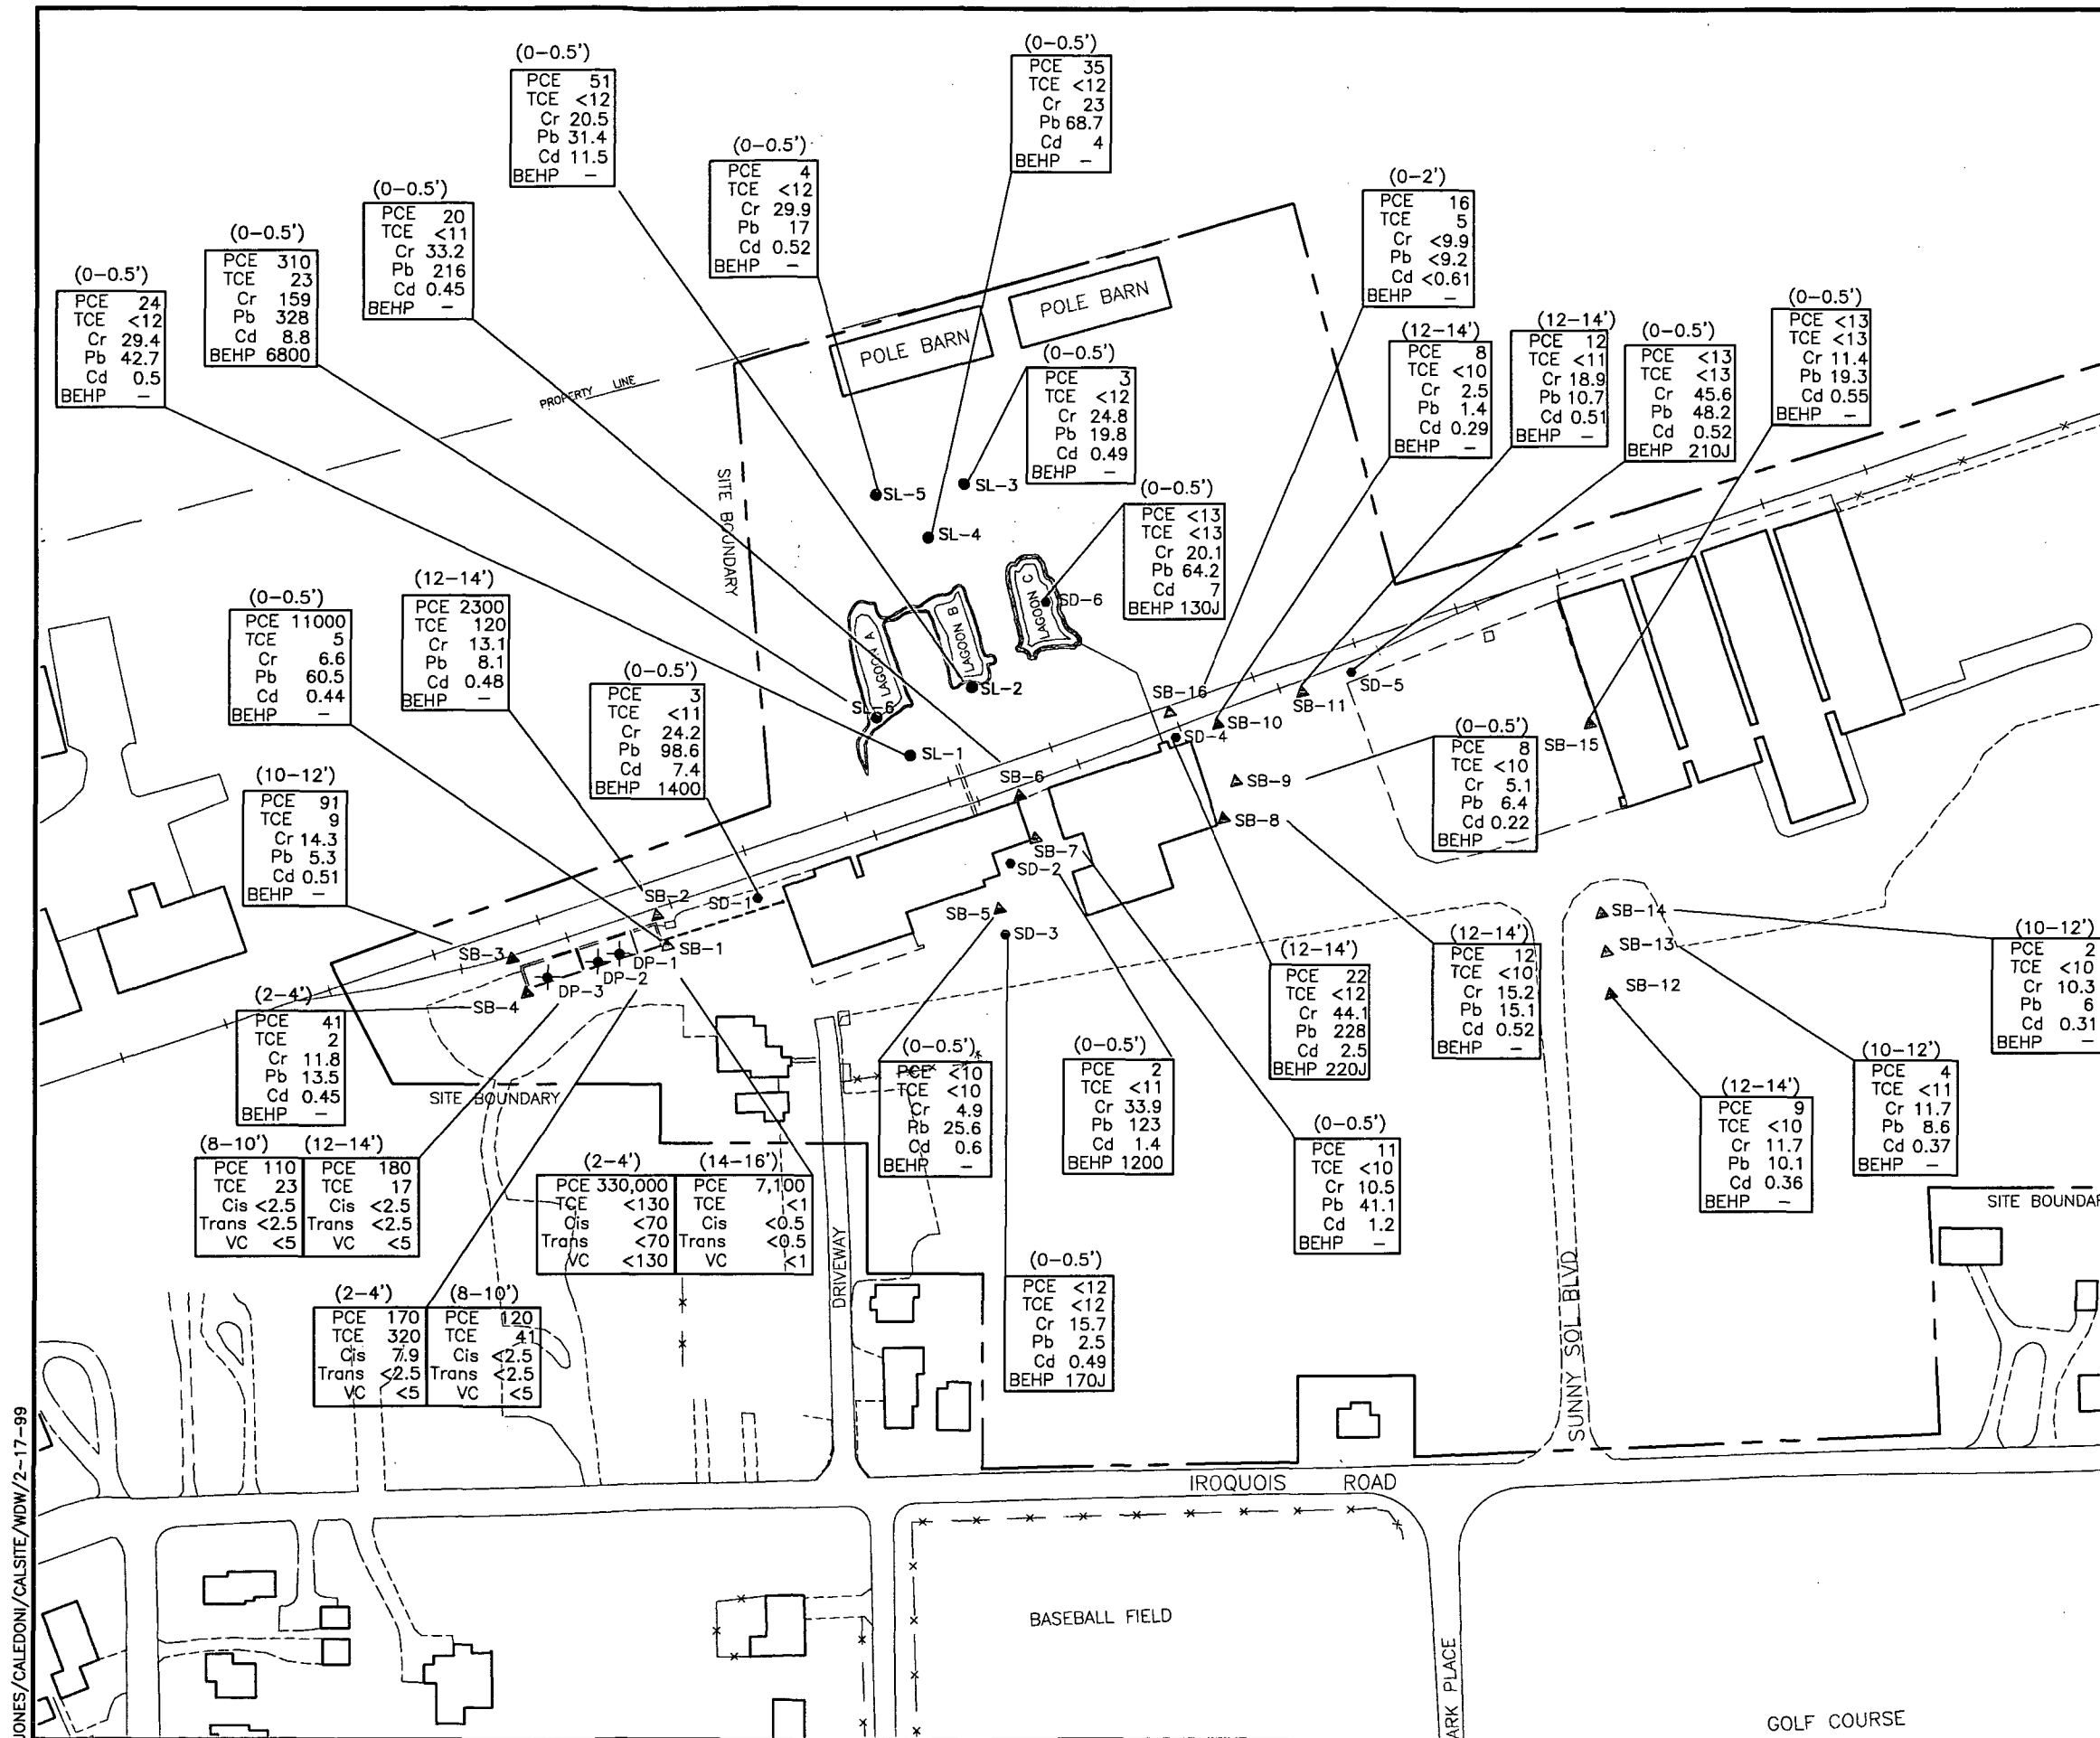 (0-0.5')
PCE 51
TCE <12
Cr 20.5
Pb 31.4
Cd 11.5
BEHP –
(0-0.5')
PCE 35
TCE <12
Cr 23
Pb 68.7
Cd 4
BEHP –
(0-0.5')
PCE 4
TCE <12
Cr 29.9
Pb 17
Cd 0.52
BEHP –
(0-0.5')
PCE 20
TCE <11
Cr 33.2
Pb 216
Cd 0.45
BEHP –
(0-0.5')
PCE 310
TCE 23
Cr 159
Pb 328
Cd 8.8
BEHP 6800
(0-0.5')
PCE 24
TCE <12
Cr 29.4
Pb 42.7
Cd 0.5
BEHP –
(0-2')
PCE 16
TCE 5
Cr <9.9
Pb <9.2
Cd <0.61
BEHP –
(12-14')
PCE 8
TCE <10
Cr 2.5
Pb 1.4
Cd 0.29
BEHP –
(12-14')
PCE 12
TCE <11
Cr 18.9
Pb 10.7
Cd 0.51
BEHP –
(0-0.5')
PCE <13
TCE <13
Cr 45.6
Pb 48.2
Cd 0.52
BEHP 210J
(0-0.5')
PCE <13
TCE <13
Cr 11.4
Pb 19.3
Cd 0.55
BEHP –
POLE BARN
POLE BARN
PROPERTY LINE
SITE BOUNDARY
(0-0.5')
PCE 3
TCE <12
Cr 24.8
Pb 19.8
Cd 0.49
BEHP –
SL-5
SL-3
SL-4
(0-0.5')
PCE <13
TCE <13
Cr 20.1
Pb 64.2
Cd 7
BEHP 130J
LAGOON A
LAGOON B
LAGOON C
SD-6
SL-6
SL-2
SL-1
(0-0.5')
PCE 11000
TCE 5
Cr 6.6
Pb 60.5
Cd 0.44
BEHP –
(12-14')
PCE 2300
TCE 120
Cr 13.1
Pb 8.1
Cd 0.48
BEHP –
(0-0.5')
PCE 3
TCE <11
Cr 24.2
Pb 98.6
Cd 7.4
BEHP 1400
SB-16
SB-10
SB-11
SD-5
SD-4
SB-15
SB-6
SB-9
SB-8
SB-7
SD-2
SB-5
SD-3
SD-1
SB-2
SB-1
SB-3
SB-4
DP-1
DP-2
DP-3
SB-14
SB-13
SB-12
(0-0.5')
PCE 8
TCE <10
Cr 5.1
Pb 6.4
Cd 0.22
BEHP –
(10-12')
PCE 91
TCE 9
Cr 14.3
Pb 5.3
Cd 0.51
BEHP –
(2-4')
PCE 41
TCE 2
Cr 11.8
Pb 13.5
Cd 0.45
BEHP –
SITE BOUNDARY
(12-14')
PCE 22
TCE <12
Cr 44.1
Pb 228
Cd 2.5
BEHP 220J
(12-14')
PCE 12
TCE <10
Cr 15.2
Pb 15.1
Cd 0.52
BEHP –
(10-12')
PCE 2
TCE <10
Cr 10.3
Pb 6
Cd 0.31
BEHP –
(0-0.5')
PCE <10
TCE <10
Cr 4.9
Pb 25.6
Cd 0.6
BEHP –
(0-0.5')
PCE 2
TCE <11
Cr 33.9
Pb 123
Cd 1.4
BEHP 1200
(0-0.5')
PCE 11
TCE <10
Cr 10.5
Pb 41.1
Cd 1.2
BEHP –
(12-14')
PCE 9
TCE <10
Cr 11.7
Pb 10.1
Cd 0.36
BEHP –
(10-12')
PCE 4
TCE <11
Cr 11.7
Pb 8.6
Cd 0.37
BEHP –
(8-10') (12-14')
PCE 110 PCE 180
TCE 23 TCE 17
Cis <2.5 Cis <2.5
Trans <2.5 Trans <2.5
VC <5 VC <5
(2-4') (14-16')
PCE 330,000 PCE 7,100
TCE <130 TCE <1
Cis <70 Cis <0.5
Trans <70 Trans <0.5
VC <130 VC <1
(2-4') (8-10')
PCE 170 PCE 120
TCE 320 TCE 41
Cis 7.9 Cis <2.5
Trans <2.5 Trans <2.5
VC <5 VC <5
(0-0.5')
PCE <12
TCE <12
Cr 15.7
Pb 2.5
Cd 0.49
BEHP 170J
DRIVEWAY
SUNNY SOL BLVD
SITE BOUNDAR
IROQUOIS ROAD
BASEBALL FIELD
ARK PLACE
GOLF COURSE
JONES/CALEDONI/CALSITE/WDW/2-17-99